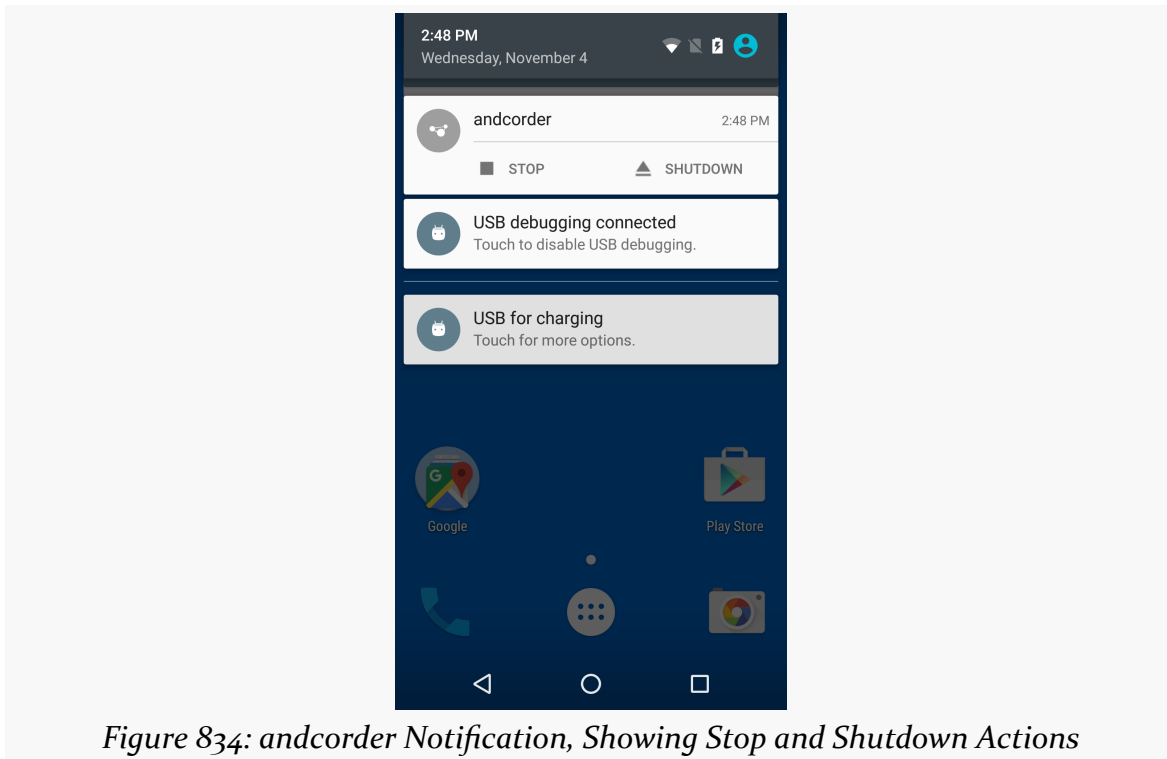 2:48 PM
Wednesday, November 4
andcorder 2:48 PM
STOP SHUTDOWN
USB debugging connected
Touch to disable USB debugging.
USB for charging
Touch for more options.
G
Google Play Store
Figure 834: andcorder Notification, Showing Stop and Shutdown Actions